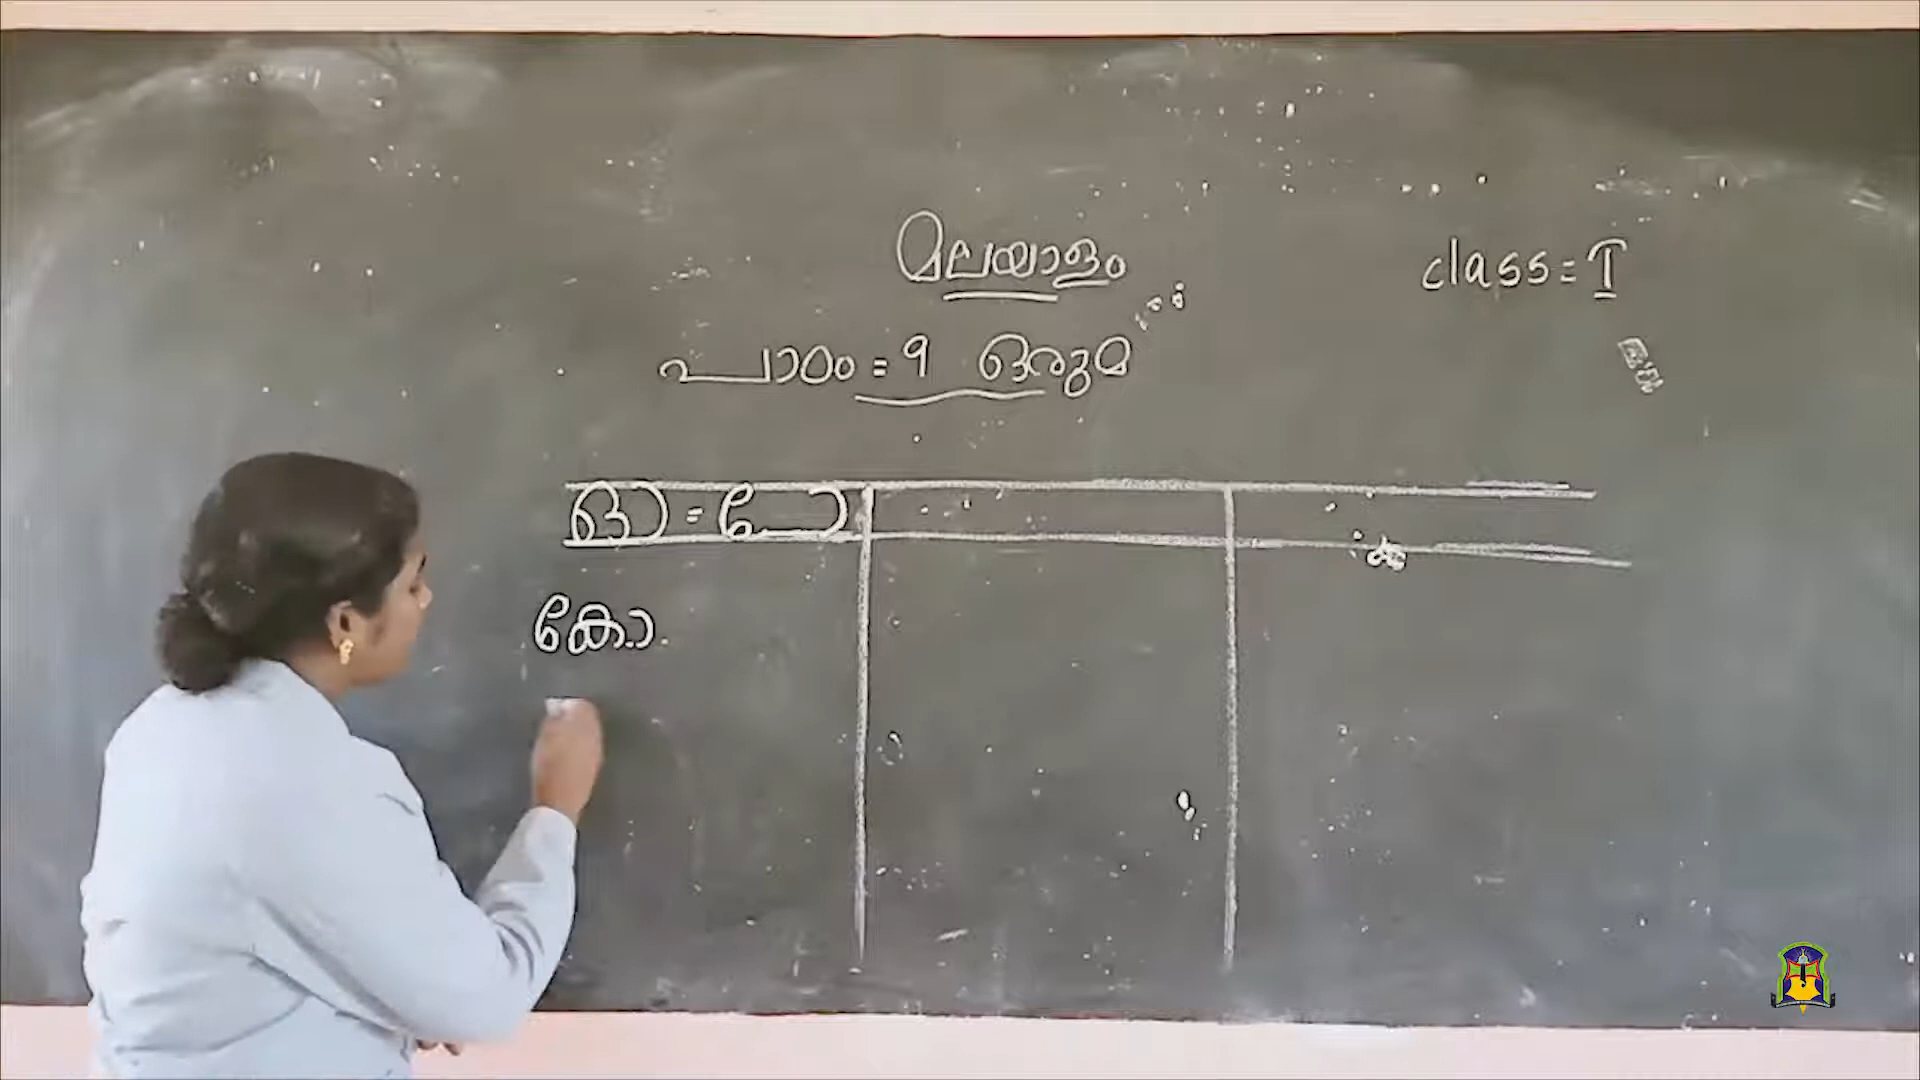 മലയാളം
class = I
പാഠം = 9 ഒരുമ
ഓ = ോ
കോ